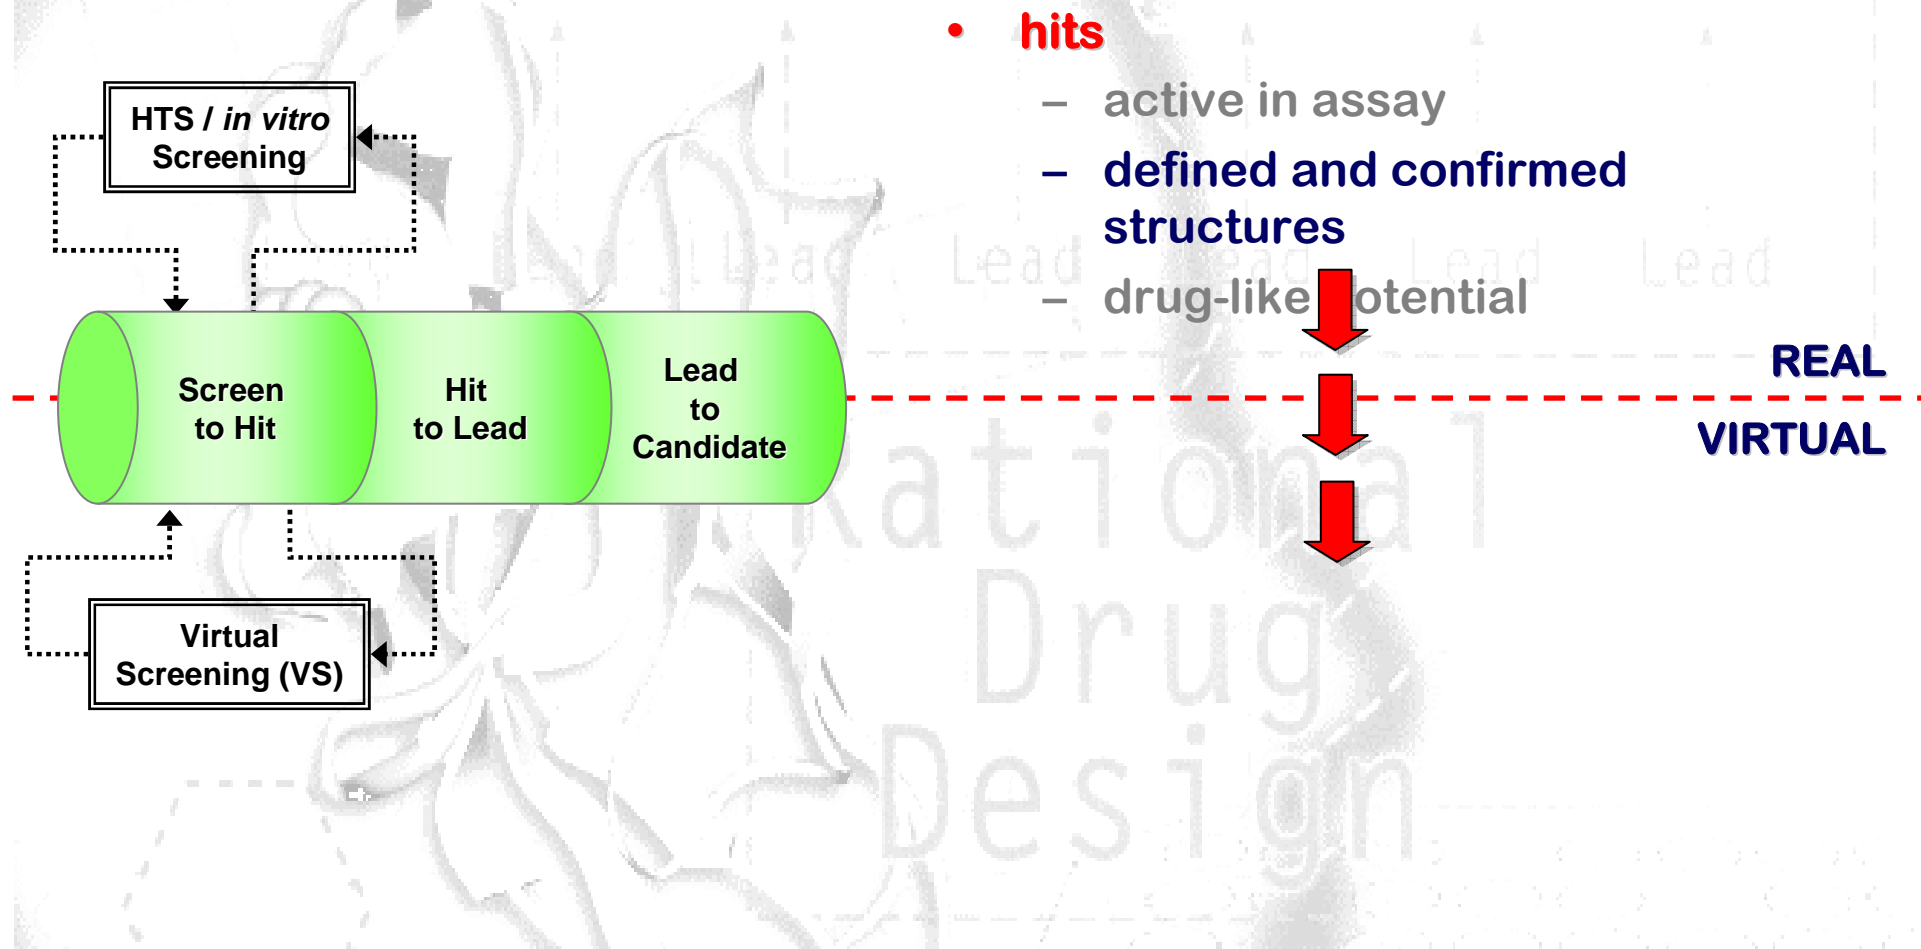 • hits
– active in assay
– defined and confirmed
structures
– drug-like otential
HTS / in vitro
Screening
Lead Lead Lead Lead Lead
REAL
Screen
to Hit
Hit
to Lead
Lead
to
Candidate
VIRTUAL
Rational
Drug
Design
Virtual
Screening (VS)